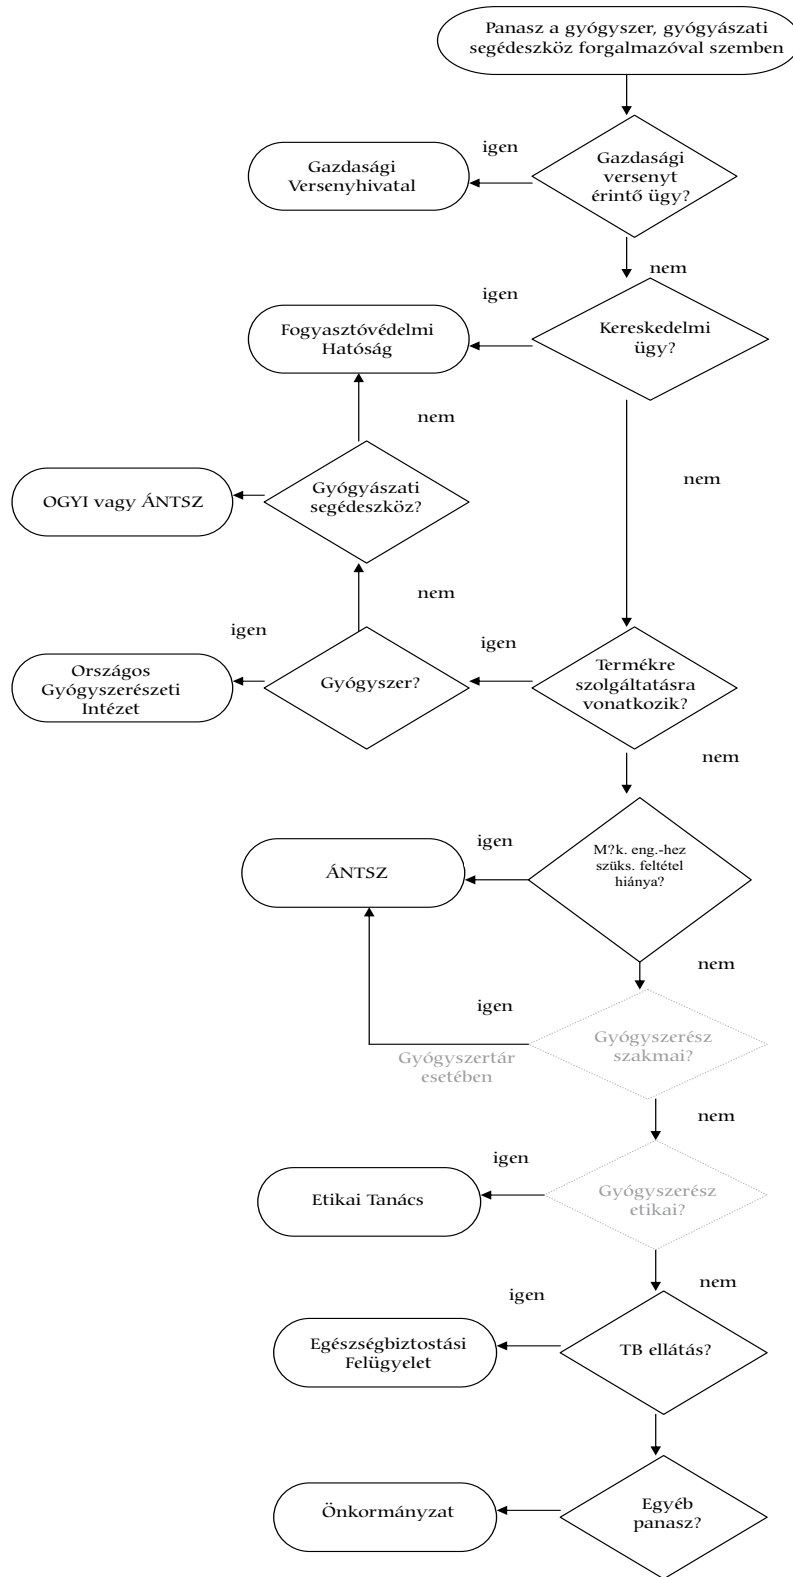 Panasz a gyógyszer, gyógyászati
segédeszköz forgalmazóval szemben
igen
Gazdasági
Versenyhivatal
Gazdasági
versenyt
érintő ügy?
nem
igen
Fogyasztóvédelmi
Hatóság
Kereskedelmi
ügy?
nem
OGYI vagy ÁNTSZ
Gyógyászati
segédeszköz?
nem
nem
igen
igen
Országos
Gyógyszerészeti
Intézet
Gyógyszer?
Termékre
szolgáltatásra
vonatkozik?
nem
igen
ÁNTSZ
M?k. eng.-hez
szüks. feltétel
hiánya?
nem
igen
Gyógyszertár
esetében
Gyógyszerész
szakmai?
nem
igen
Etikai Tanács
Gyógyszerész
etikai?
nem
igen
Egészségbiztostási
Felügyelet
TB ellátás?
Önkormányzat
Egyéb
panasz?